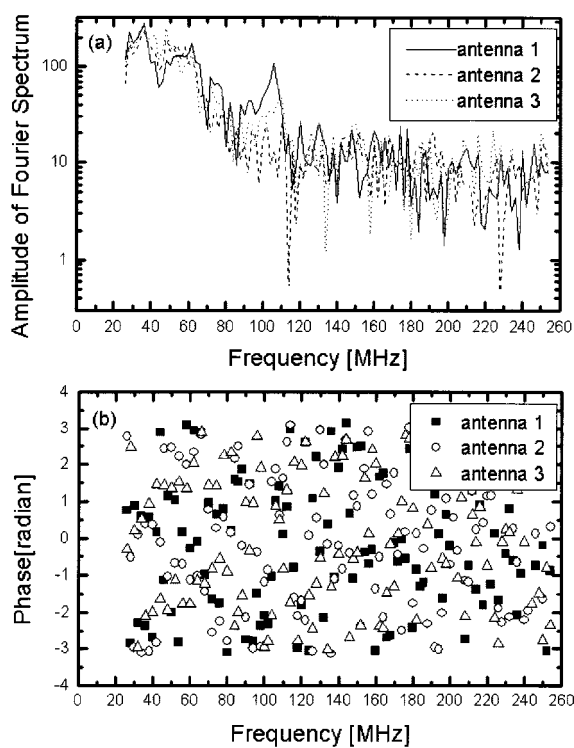 (a)
antenna 1
antenna 2
antenna 3
Amplitude of Fourier Spectrum
100
10
1
0 20 40 60 80 100 120 140 160 180 200 220 240 260
Frequency [MHz]
(b)
antenna 1
antenna 2
antenna 3
Phase[radian]
4
3
2
1
0
-1
-2
-3
-4
0 20 40 60 80 100 120 140 160 180 200 220 240 260
Frequency [MHz]